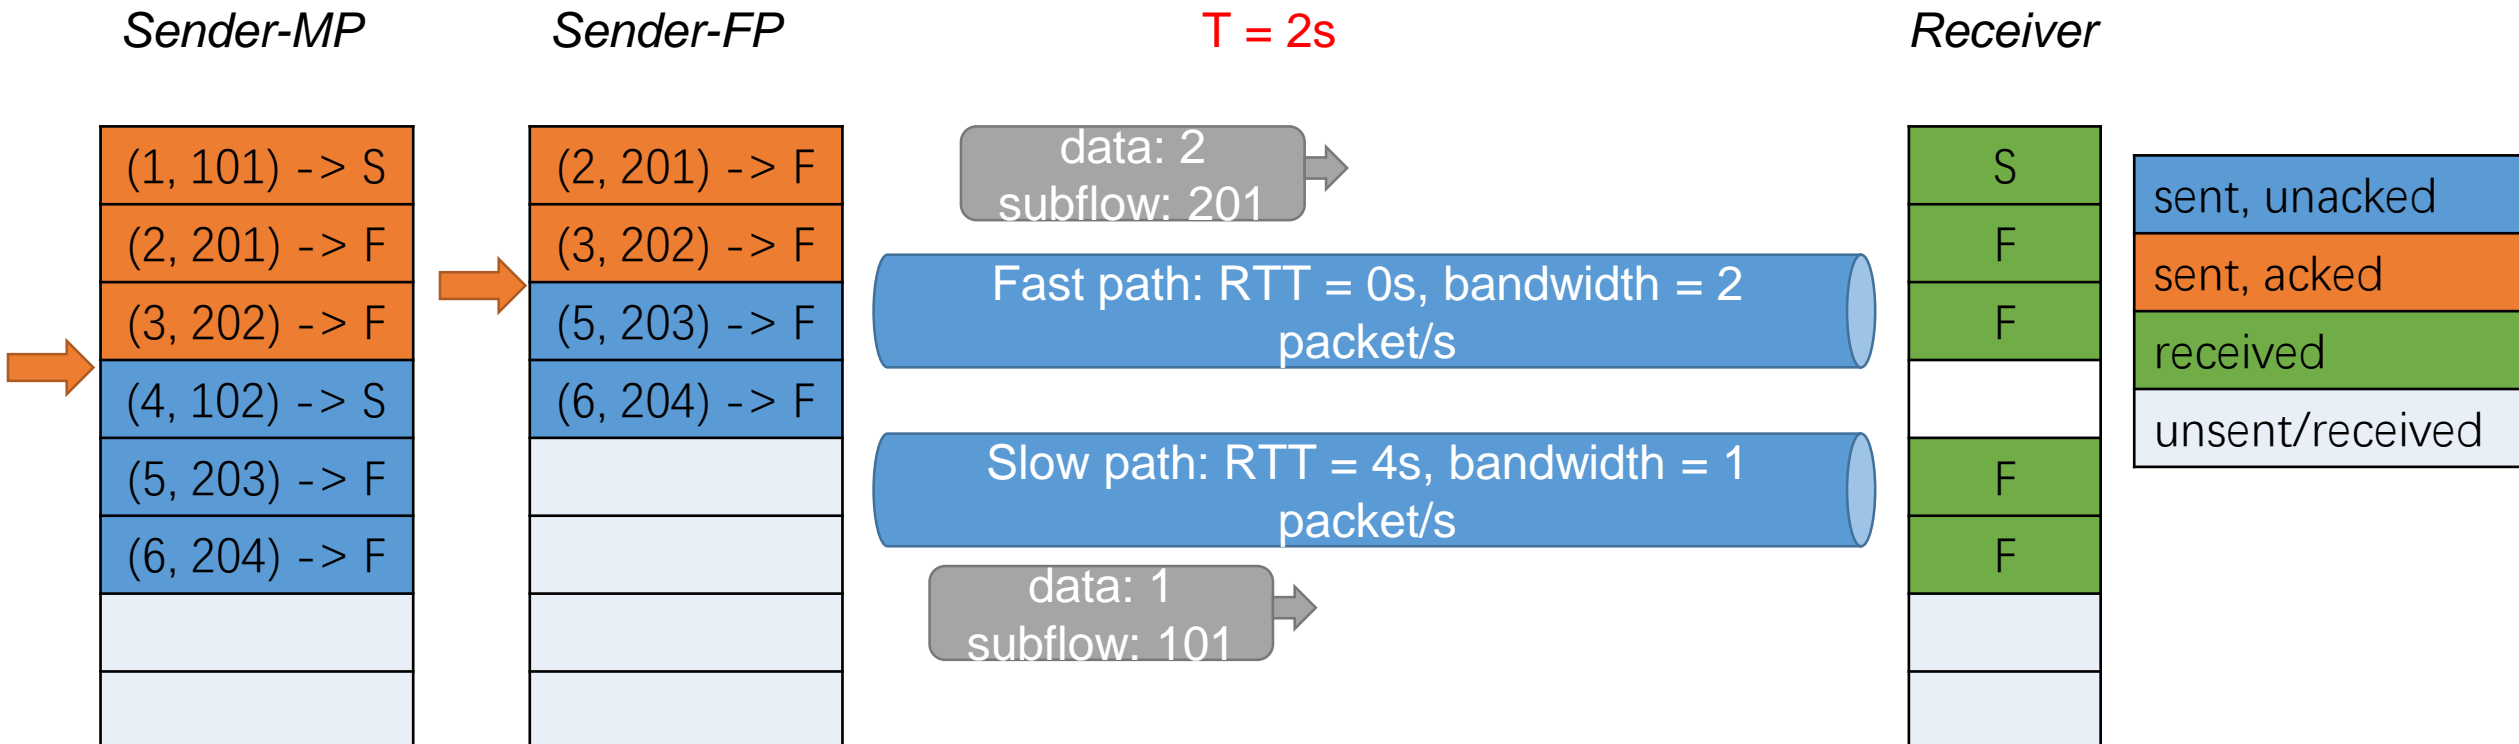 Sender-MP
Sender-FP
T = 2s
Receiver
(1, 101) -> S
(2, 201) -> F
(3, 202) -> F
(4, 102) -> S
(5, 203) -> F
(6, 204) -> F
(2, 201) -> F
(3, 202) -> F
(5, 203) -> F
(6, 204) -> F
data: 2
subflow: 201
Fast path: RTT = 0s, bandwidth = 2
packet/s
Slow path: RTT = 4s, bandwidth = 1
packet/s
data: 1
subflow: 101
S
F
F
F
F
sent, unacked
sent, acked
received
unsent/received